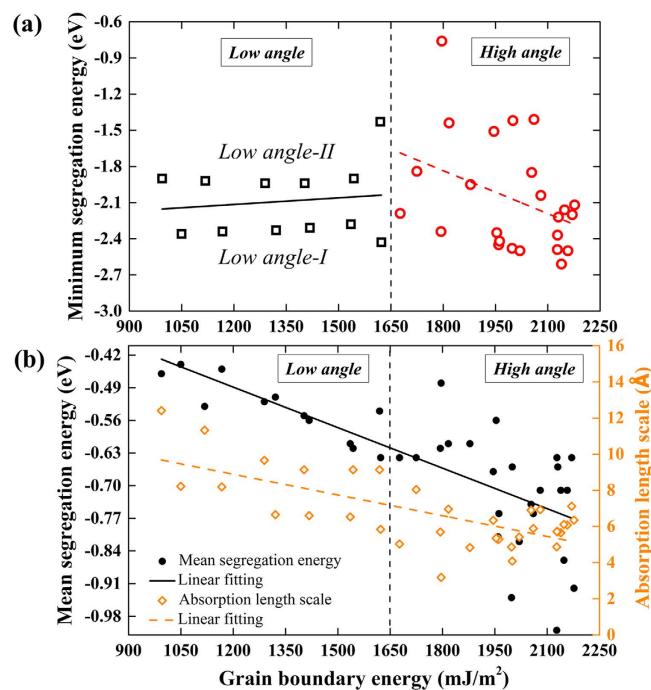 (a)
Minimum segregation energy (eV)
-0.6
-0.9
-1.2
-1.5
-1.8
-2.1
-2.4
-2.7
-3.0
Low angle
High angle
Low angle-II
Low angle-I
900 1050 1200 1350 1500 1650 1800 1950 2100 2250
(b)
Mean segregation energy (eV)
-0.42
-0.49
-0.56
-0.63
-0.70
-0.77
-0.84
-0.91
-0.98
Low angle
High angle
Mean segregation energy
Linear fitting
Absorption length scale
Linear fitting
16
14
12
10
8
6
4
2
0
Absorption length scale (Å)
900 1050 1200 1350 1500 1650 1800 1950 2100 2250
Grain boundary energy (mJ/m²)